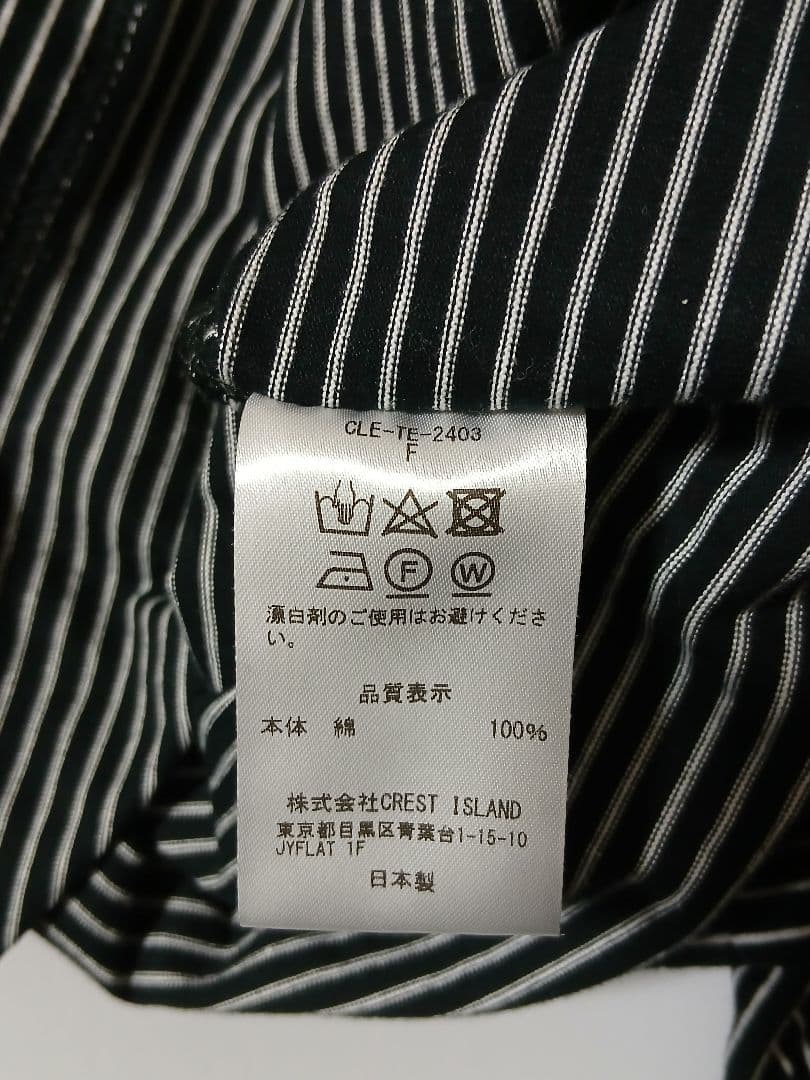 CLE-TE-2403
F
F W
漂白剤のご使用はお避けくださ
い。
品質表示
本体 綿 100%
株式会社CREST ISLAND
東京都目黒区青葉台1-15-10
JYFLAT 1F
日本製